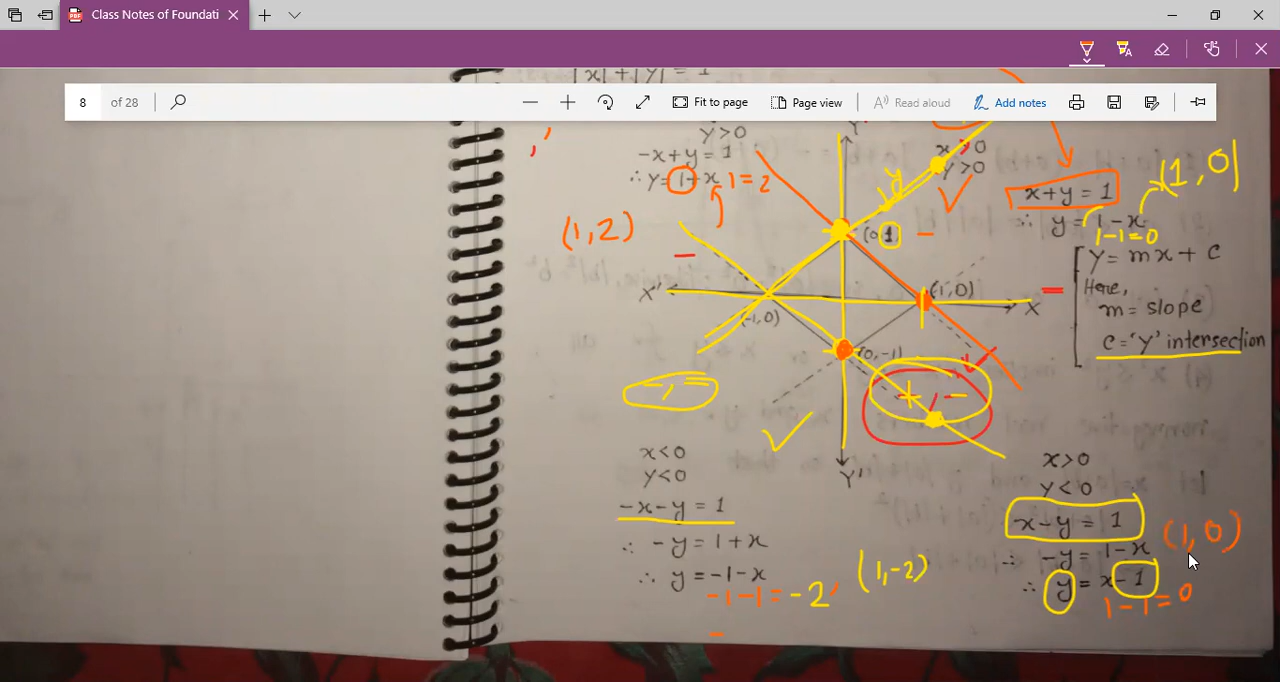 Class Notes of Foundati
8 of 28
Fit to page
Page view
Read aloud
Add notes
|x|+|y| = 1
y>0
-x+y = 1
∴ y = 1+x
1 = 2
(1, 2)
x > 0
y > 0
x+y = 1
∴ y = 1-x
1-1=0
(1, 0)
y = mx + c
Here,
m = slope
c = 'Y' intersection
Y
X'
X
Y'
(0, 1
(1, 0)
(-1, 0)
(0, -1)
-, -
+, -
x<0
y<0
-x-y = 1
∴ -y = 1+x
∴ y = -1-x
-1-1= -2
(1, -2)
x>0
y<0
x-y = 1
∴ -y = 1-x
∴ y = x-1
1-1=0
(1, 0)